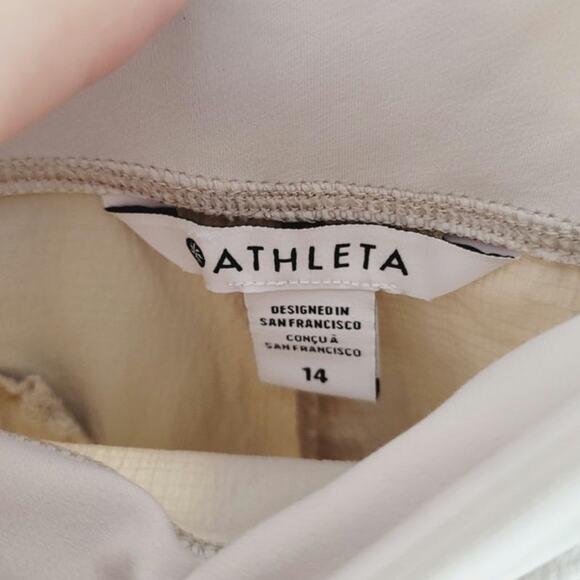 ATHLETA
DESIGNED IN
SAN FRANCISCO
CONÇU À
SAN FRANCISCO
14